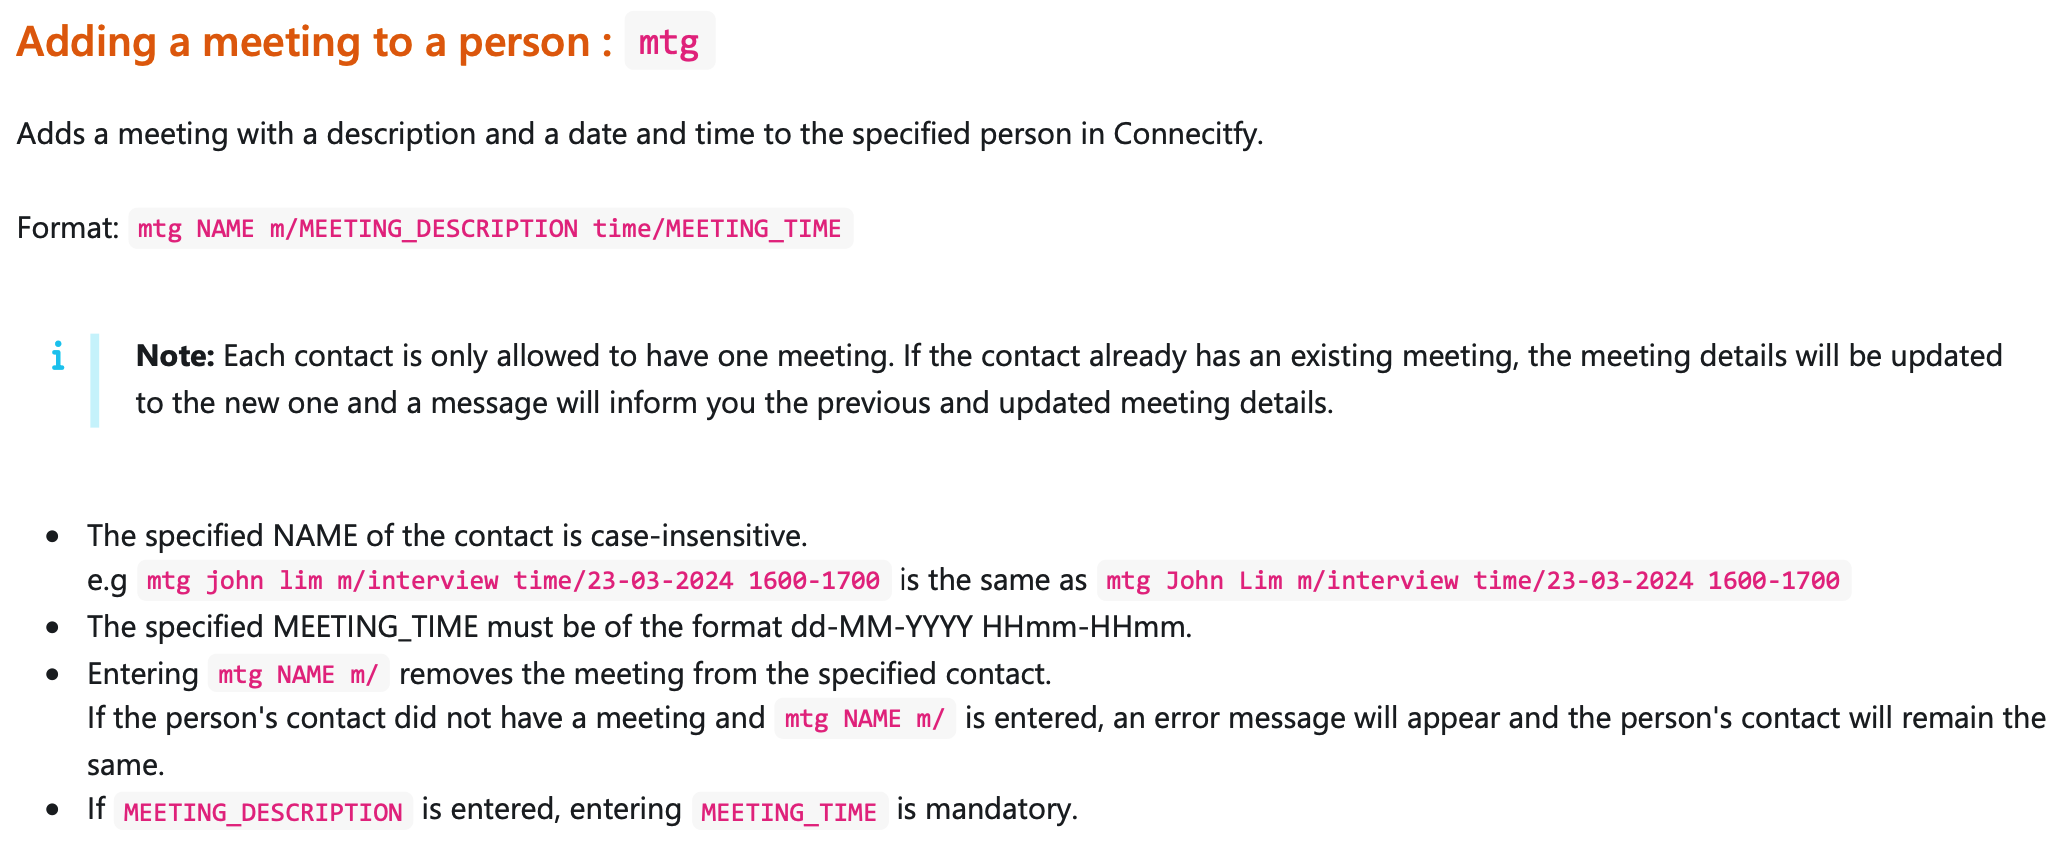 Adding a meeting to a person : mtg
Adds a meeting with a description and a date and time to the specified person in Connecitfy.
Format: mtg NAME m/MEETING_DESCRIPTION time/MEETING_TIME
i Note: Each contact is only allowed to have one meeting. If the contact already has an existing meeting, the meeting details will be updated
to the new one and a message will inform you the previous and updated meeting details.
• The specified NAME of the contact is case-insensitive.
e.g mtg john lim m/interview time/23-03-2024 1600-1700 is the same as mtg John Lim m/interview time/23-03-2024 1600-1700
• The specified MEETING_TIME must be of the format dd-MM-YYYY HHmm-HHmm.
• Entering mtg NAME m/ removes the meeting from the specified contact.
If the person's contact did not have a meeting and mtg NAME m/ is entered, an error message will appear and the person's contact will remain the
same.
• If MEETING_DESCRIPTION is entered, entering MEETING_TIME is mandatory.